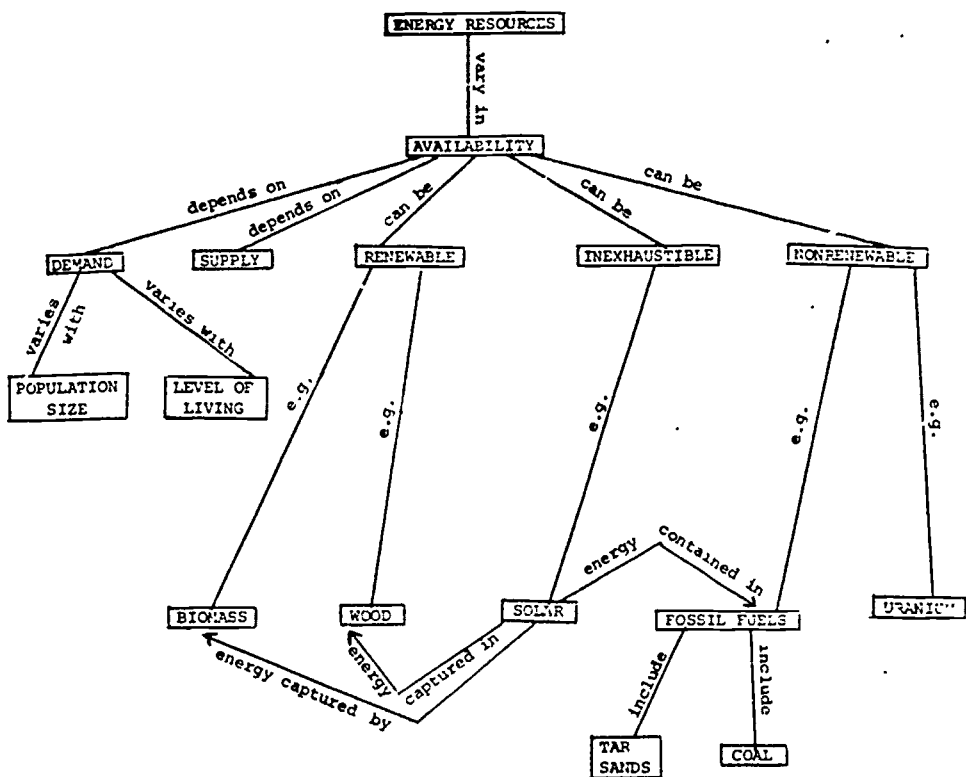 ENERGY RESOURCES
vary in
AVAILABILITY
depends on
depends on
can be
can be
can be
DEMAND
SUPPLY
RENEWABLE
INEXHAUSTIBLE
NONRENEWABLE
varies
with
varies with
POPULATION
SIZE
LEVEL OF
LIVING
e.g.
e.g.
e.g.
e.g.
e.g.
energy
contained in
BIOMASS
WOOD
SOLAR
FOSSIL FUELS
URANIUM
energy captured by
energy
captured in
include
include
TAR
SANDS
COAL